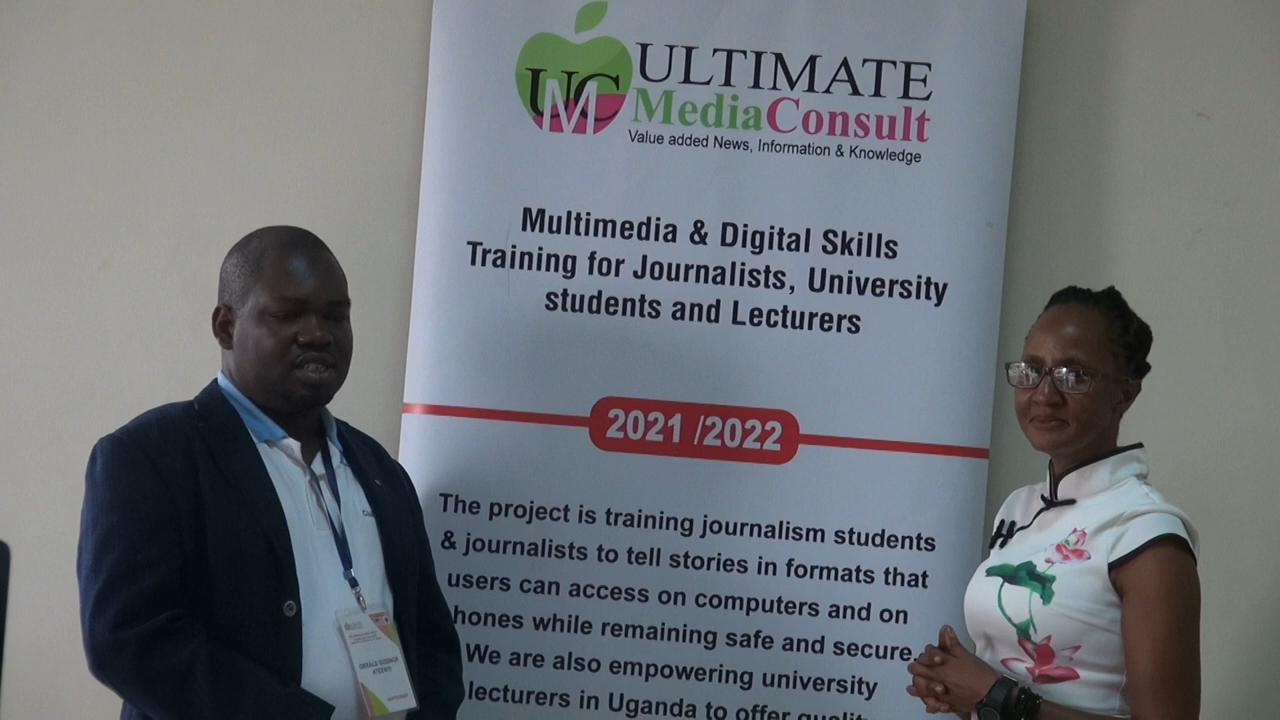 UMC
ULTIMATE
MediaConsult
Value added News, Information & Knowledge
Multimedia & Digital Skills
Training for Journalists, University
students and Lecturers
2021 /2022
The project is training journalism students
& journalists to tell stories in formats that
users can access on computers and on
hones while remaining safe and secure.
We are also empowering university
lecturers in Uganda to offer
GERALD